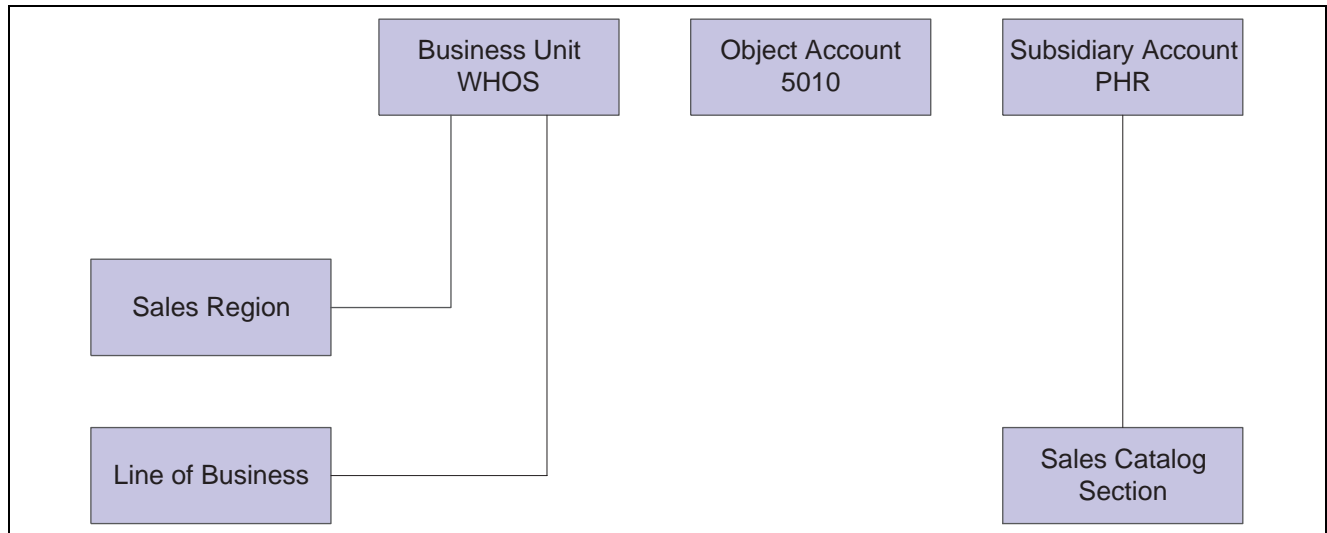 Business Unit
WHOS
Object Account
5010
Subsidiary Account
PHR
Sales Region
Line of Business
Sales Catalog
Section